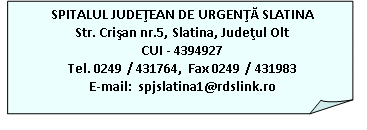 SPITALUL JUDEŢEAN DE URGENŢĂ SLATINA
Str. Crişan nr.5, Slatina, Judeţul Olt
CUI - 4394927
Tel. 0249 / 431764, Fax 0249 / 431983
E-mail: spjslatina1@rdslink.ro